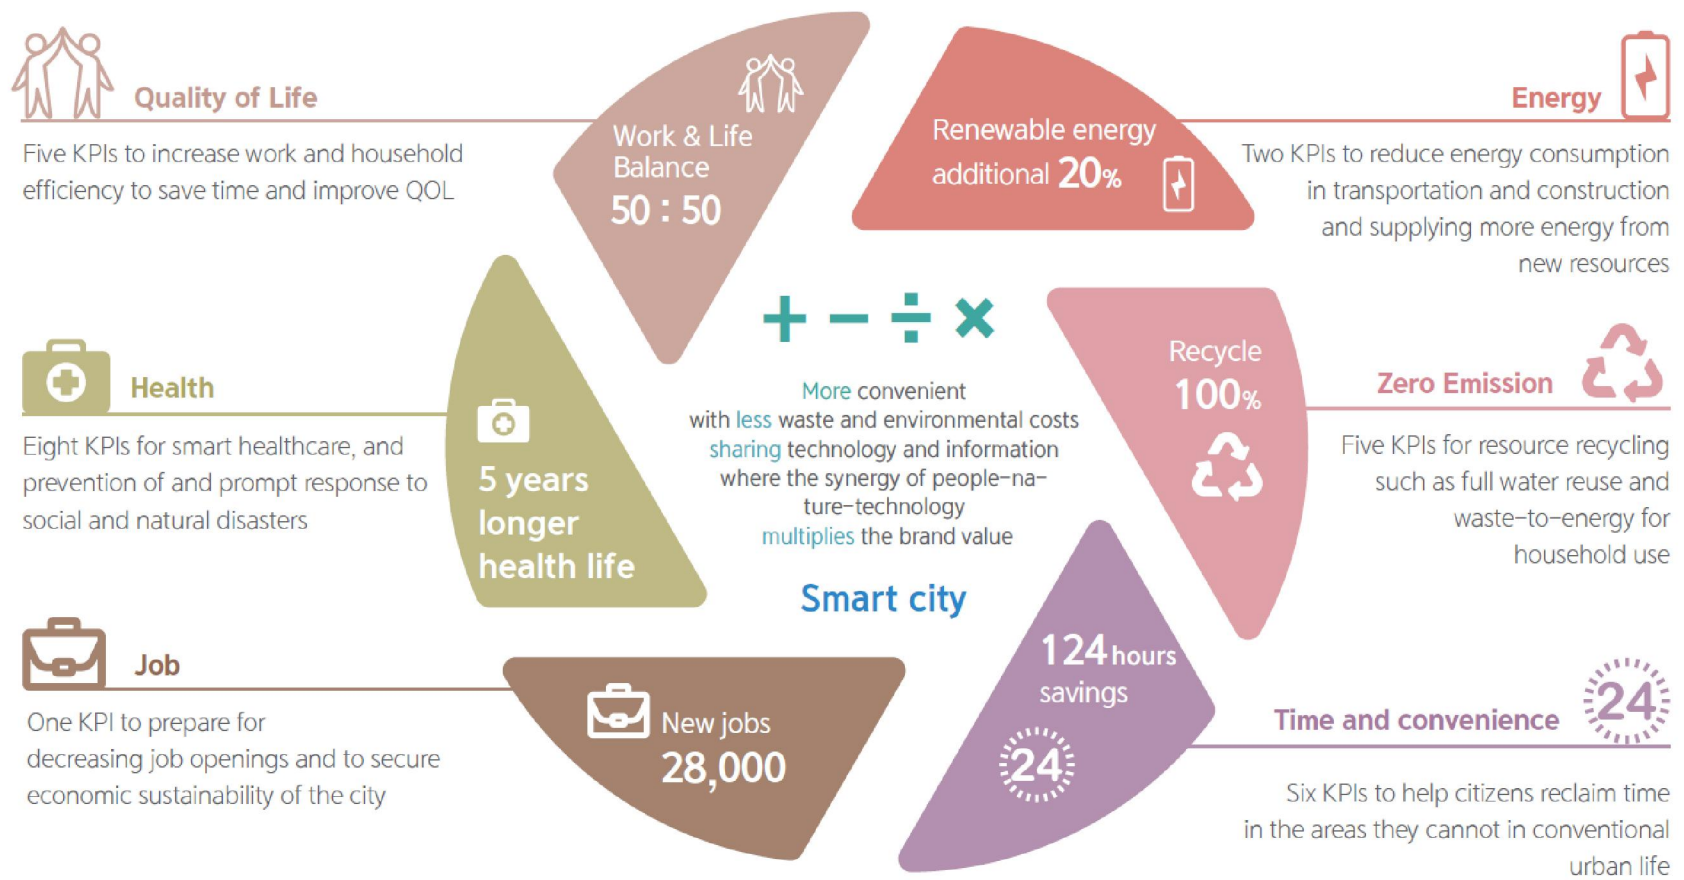 Quality of Life
Five KPIs to increase work and household
efficiency to save time and improve QOL
Work & Life
Balance
50 : 50
Renewable energy
additional 20%
Energy
Two KPIs to reduce energy consumption
in transportation and construction
and supplying more energy from
new resources
Health
Eight KPIs for smart healthcare, and
prevention of and prompt response to
social and natural disasters
5 years
longer
health life
+ − ÷ ×
More convenient
with less waste and environmental costs
sharing technology and information
where the synergy of people-na-
ture-technology
multiplies the brand value
Smart city
Recycle
100%
Zero Emission
Five KPIs for resource recycling
such as full water reuse and
waste-to-energy for
household use
Job
One KPI to prepare for
decreasing job openings and to secure
economic sustainability of the city
New jobs
28,000
124 hours
savings
24
Time and convenience
24
Six KPIs to help citizens reclaim time
in the areas they cannot in conventional
urban life